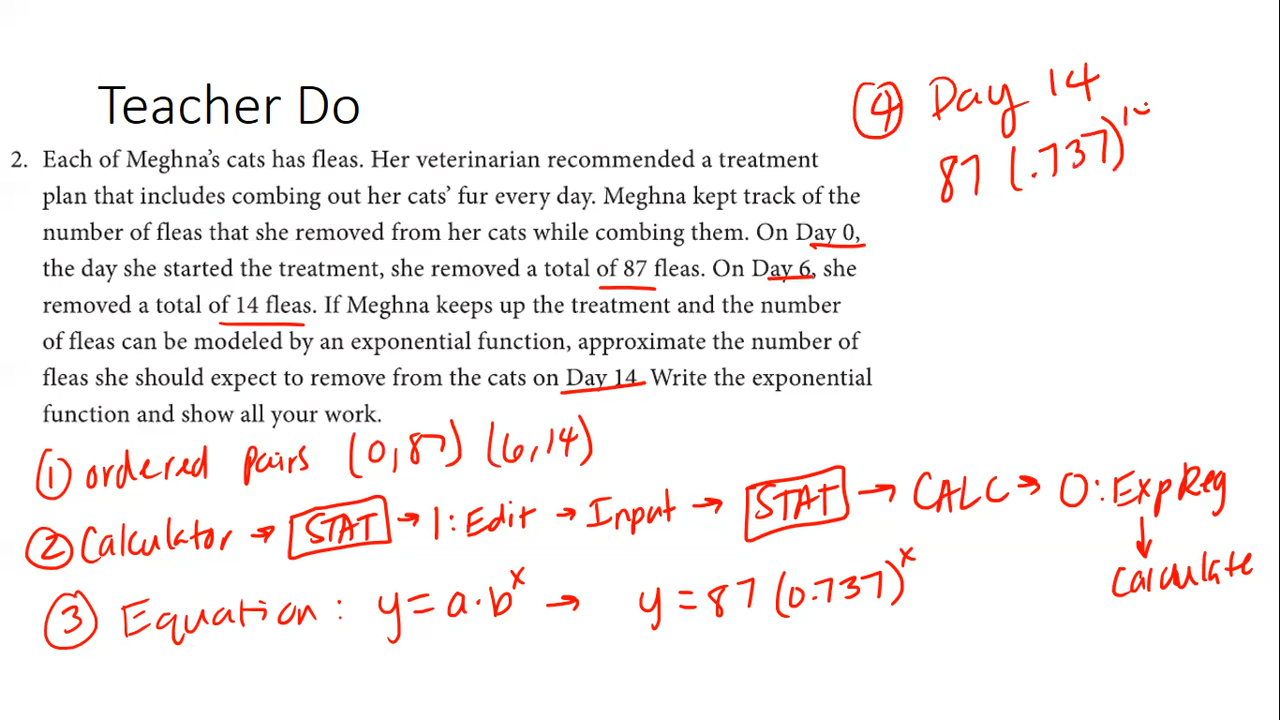 Teacher Do
④ Day 14
87 (.737)
2. Each of Meghna's cats has fleas. Her veterinarian recommended a treatment
plan that includes combing out her cats' fur every day. Meghna kept track of the
number of fleas that she removed from her cats while combing them. On Day 0,
the day she started the treatment, she removed a total of 87 fleas. On Day 6, she
removed a total of 14 fleas. If Meghna keeps up the treatment and the number
of fleas can be modeled by an exponential function, approximate the number of
fleas she should expect to remove from the cats on Day 14. Write the exponential
function and show all your work.
① ordered pairs (0,87) (6,14)
② Calculator → STAT → 1: Edit → Input → STAT → CALC → 0: ExpReg
↓
Calculate
③ Equation: y = a·b^x → y = 87 (0.737)^x